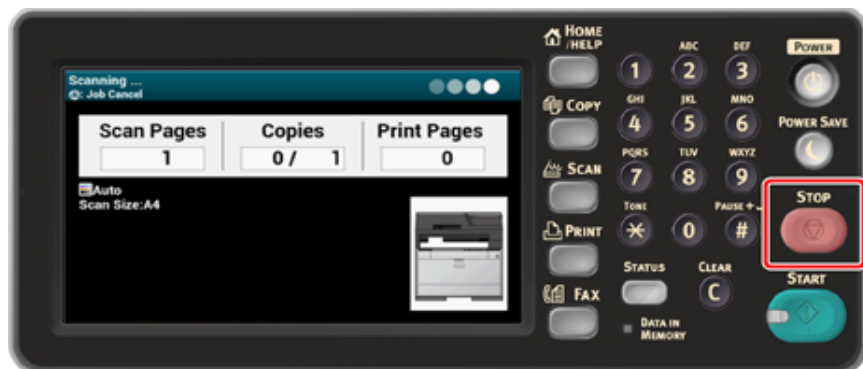 Scanning ...
: Job Cancel
Scan Pages
Copies
Print Pages
1
0 / 1
0
Auto
Scan Size:A4
HOME
/HELP
COPY
SCAN
PRINT
FAX
1
ABC
2
DEF
3
GHI
4
JKL
5
MNO
6
PQRS
7
TUV
8
WXYZ
9
TONE
0
PAUSE + -
#
STATUS
CLEAR
C
DATA IN
MEMORY
POWER
POWER SAVE
STOP
START